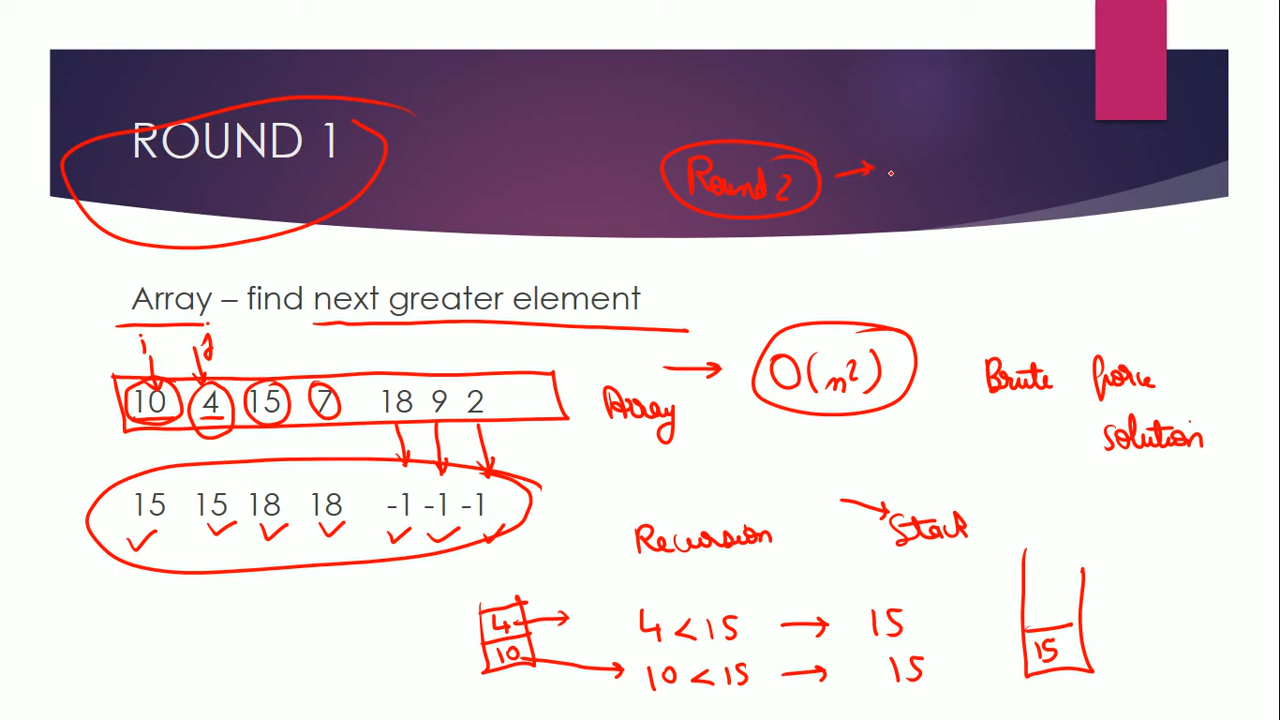 ROUND 1
Round 2 →
Array – find next greater element
i j
10 4 15 7 18 9 2
Array → O(n²) Brute force
solution
15 15 18 18 -1 -1 -1
Recursion → Stack
4 → 4 < 15 → 15
10 → 10 < 15 → 15
15